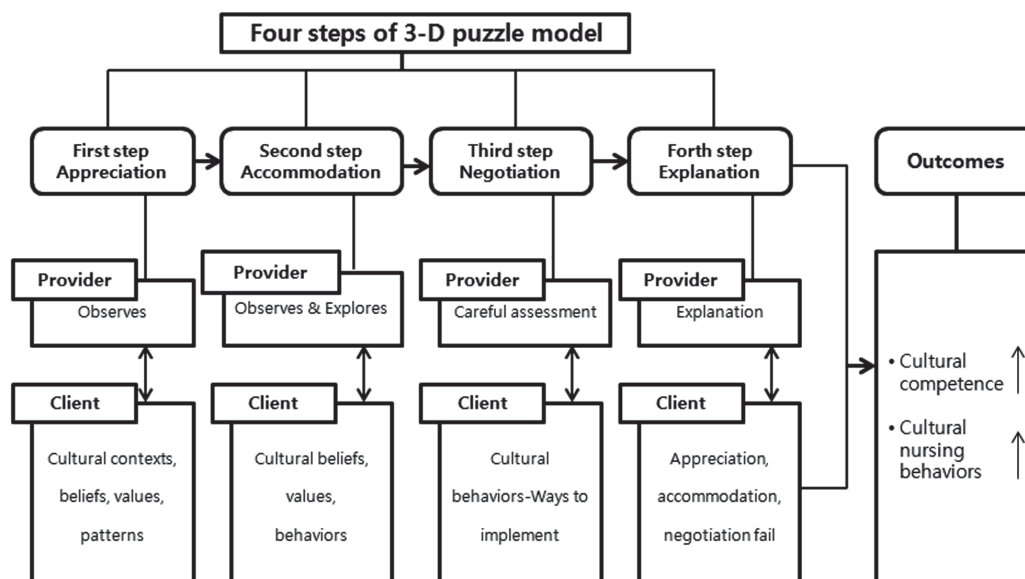 Four steps of 3-D puzzle model
First step
Appreciation
Second step
Accommodation
Third step
Negotiation
Forth step
Explanation
Outcomes
Provider
Observes
Provider
Observes & Explores
Provider
Careful assessment
Provider
Explanation
Client
Cultural contexts,
beliefs, values,
patterns
Client
Cultural beliefs,
values,
behaviors
Client
Cultural
behaviors-Ways to
implement
Client
Appreciation,
accommodation,
negotiation fail
• Cultural
competence
• Cultural
nursing
behaviors